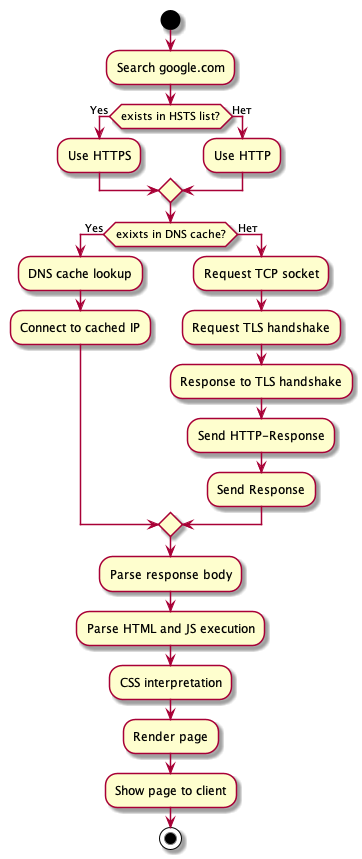 Search google.com
exists in HSTS list?
Yes
Нет
Use HTTPS
Use HTTP
exixts in DNS cache?
Yes
Нет
DNS cache lookup
Connect to cached IP
Request TCP socket
Request TLS handshake
Response to TLS handshake
Send HTTP-Response
Send Response
Parse response body
Parse HTML and JS execution
CSS interpretation
Render page
Show page to client